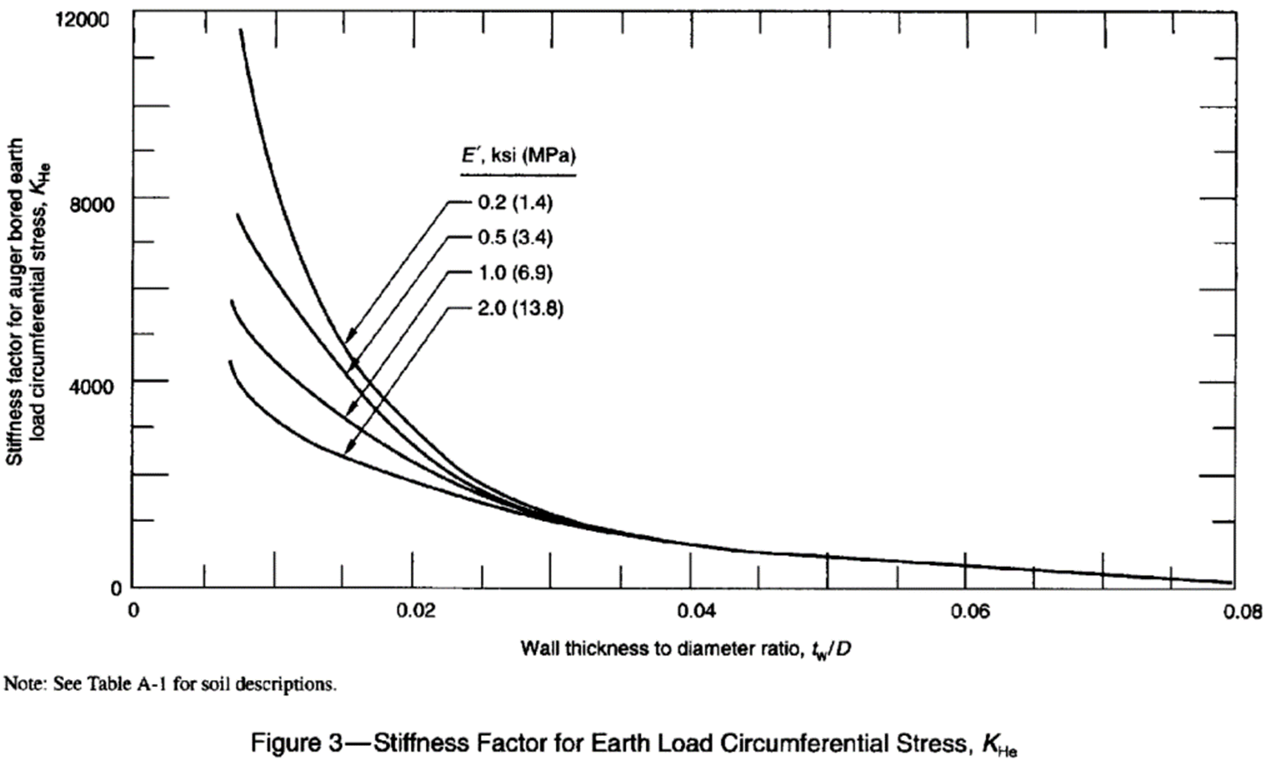 12000
8000
4000
0
Stiffness factor for auger bored earth
load circumferential stress, KHe
E′, ksi (MPa)
0.2 (1.4)
0.5 (3.4)
1.0 (6.9)
2.0 (13.8)
0
0.02
0.04
0.06
0.08
Wall thickness to diameter ratio, tw/D
Note: See Table A-1 for soil descriptions.
Figure 3—Stiffness Factor for Earth Load Circumferential Stress, KHe